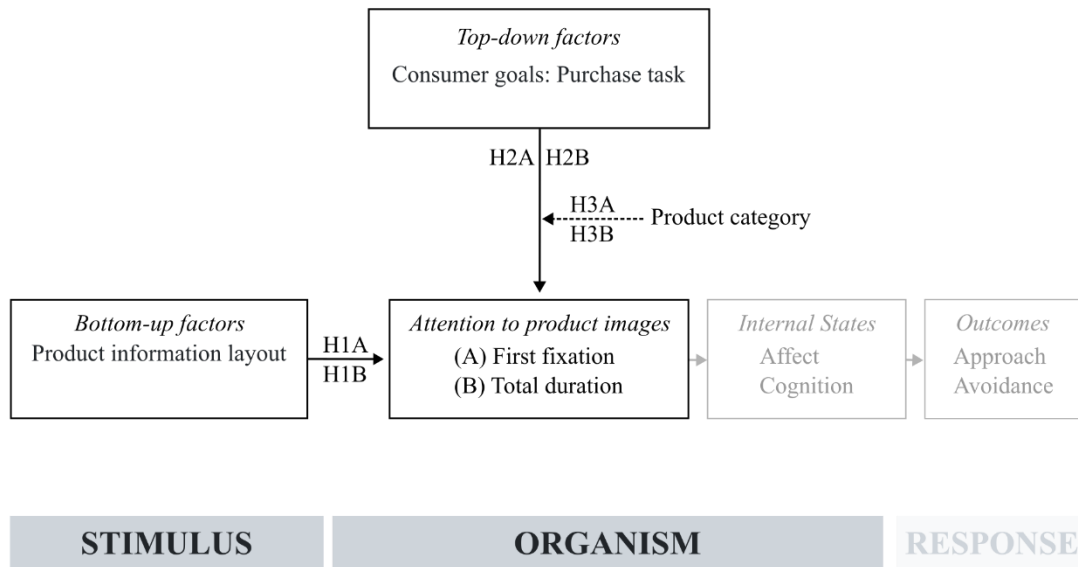 Top-down factors
Consumer goals: Purchase task
H2A H2B
H3A
Product category
H3B
Bottom-up factors
Product information layout
H1A
H1B
Attention to product images
(A) First fixation
(B) Total duration
Internal States
Affect
Cognition
Outcomes
Approach
Avoidance
STIMULUS
ORGANISM
RESPONSE